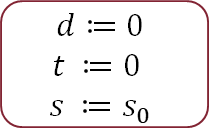 d := 0
t := 0
s := s₀